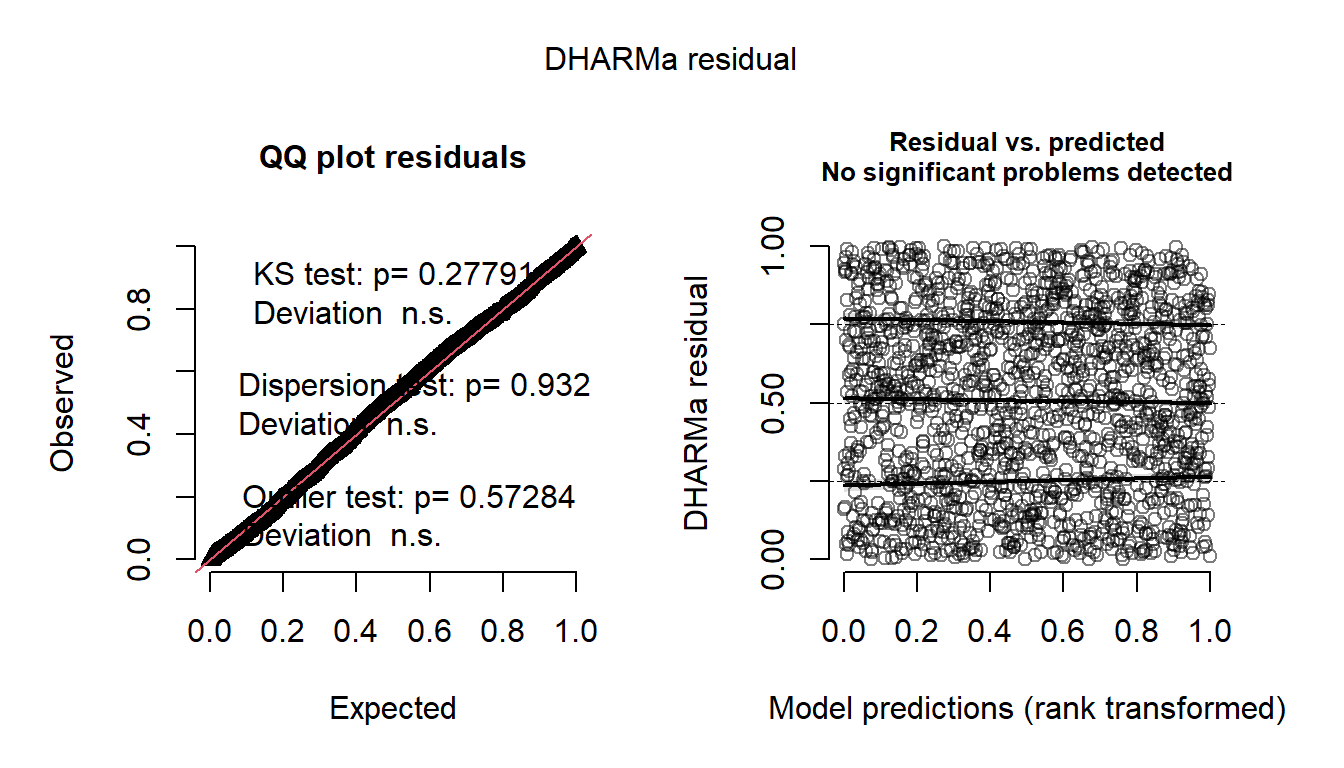 DHARMa residual
QQ plot residuals
KS test: p= 0.27791
Deviation  n.s.
Dispersion test: p= 0.932
Deviation  n.s.
Outlier test: p= 0.57284
Deviation  n.s.
Observed
0.0
0.4
0.8
0.0 0.2 0.4 0.6 0.8 1.0
Expected
Residual vs. predicted
No significant problems detected
DHARMa residual
0.00
0.50
1.00
0.0 0.2 0.4 0.6 0.8 1.0
Model predictions (rank transformed)